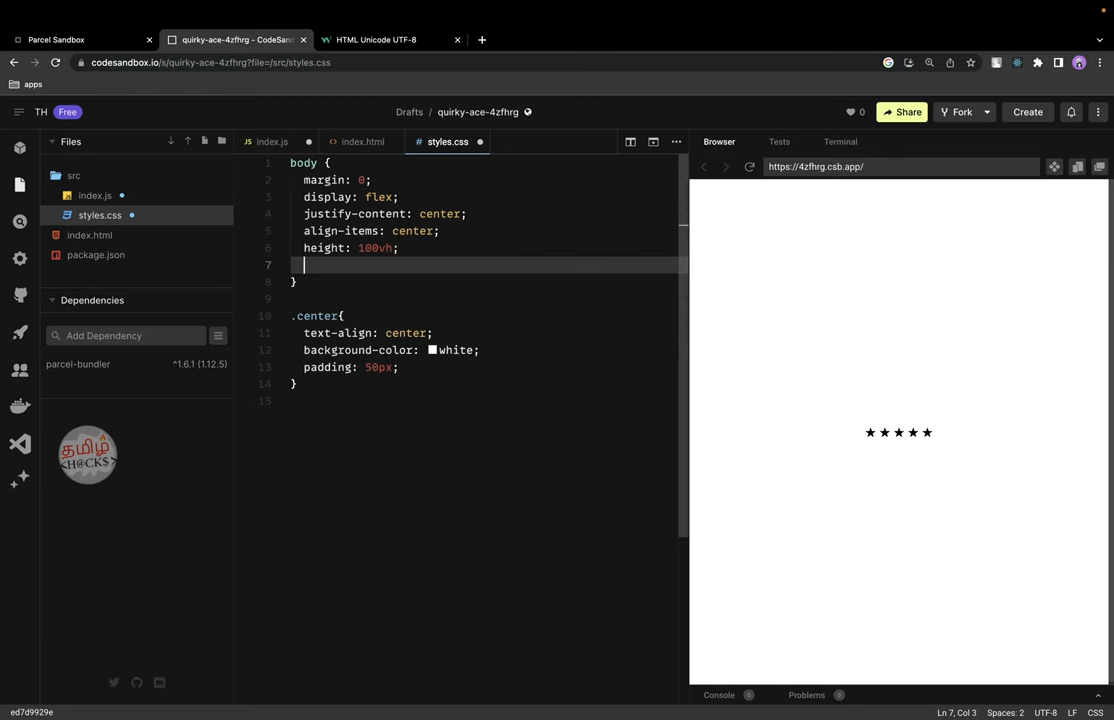 Parcel Sandbox
quirky-ace-4zfhrg - CodeSand
HTML Unicode UTF-8
codesandbox.io/s/quirky-ace-4zfhrg?file=/src/styles.css
apps
TH Free
Drafts / quirky-ace-4zfhrg
0
Share
Fork
Create
Files
src
index.js
styles.css
index.html
package.json
Dependencies
Add Dependency
parcel-bundler ^1.6.1 (1.12.5)
தமிழ்
<H@CK$>
ed7d9929e
JS index.js
<> index.html
# styles.css
1 body {
2 margin: 0;
3 display: flex;
4 justify-content: center;
5 align-items: center;
6 height: 100vh;
7
8 }
9
10 .center{
11 text-align: center;
12 background-color: white;
13 padding: 50px;
14 }
15
Browser
Tests
Terminal
https://4zfhrg.csb.app/
★ ★ ★ ★ ★
Console 0
Problems 0
Ln 7, Col 3 Spaces: 2 UTF-8 LF CSS